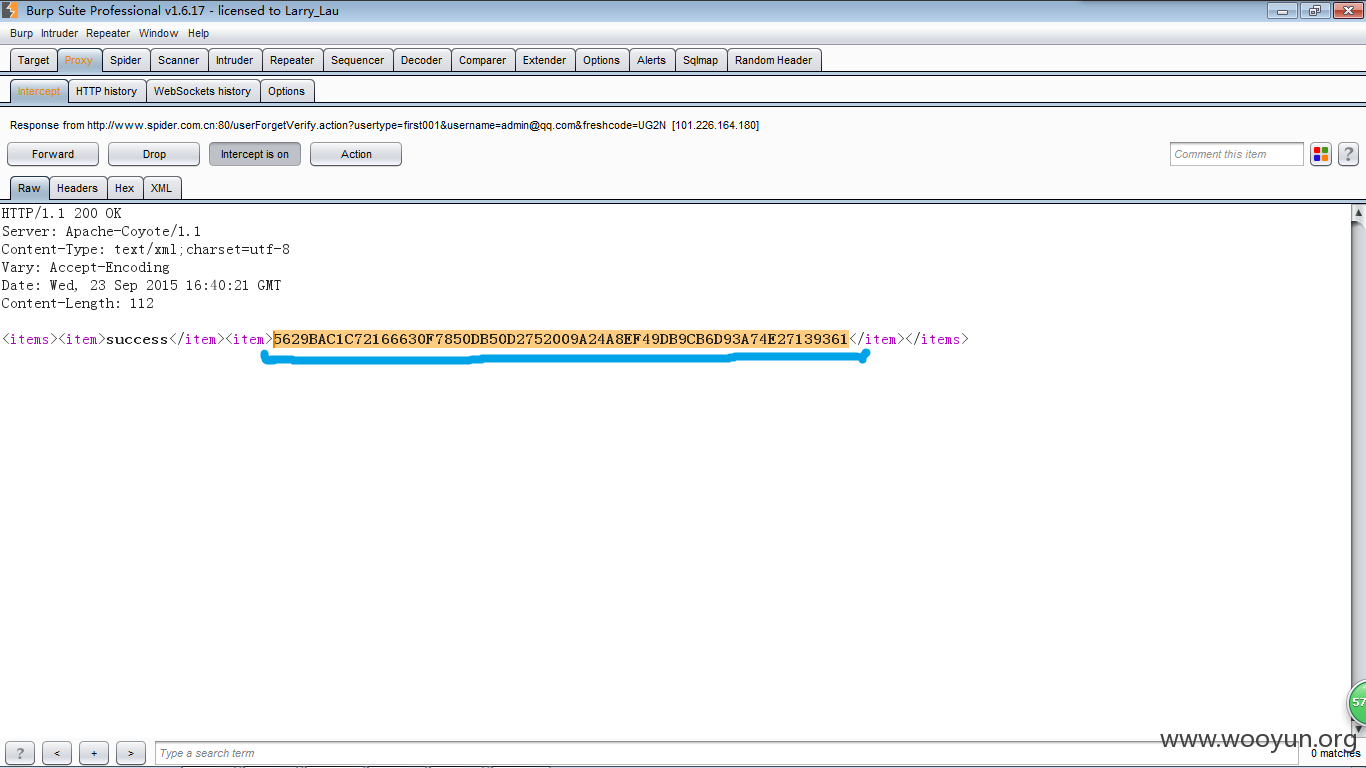 Burp Suite Professional v1.6.17 - licensed to Larry_Lau
Burp Intruder Repeater Window Help
Target Proxy Spider Scanner Intruder Repeater Sequencer Decoder Comparer Extender Options Alerts Sqlmap Random Header
Intercept HTTP history WebSockets history Options
Response from http://www.spider.com.cn:80/userForgetVerify.action?usertype=first001&username=admin@qq.com&freshcode=UG2N [101.226.164.180]
Forward Drop Intercept is on Action Comment this item ?
Raw Headers Hex XML
HTTP/1.1 200 OK
Server: Apache-Coyote/1.1
Content-Type: text/xml;charset=utf-8
Vary: Accept-Encoding
Date: Wed, 23 Sep 2015 16:40:21 GMT
Content-Length: 112
<items><item>success</item><item>5629BAC1C72166630F7850DB50D2752009A24A8EF49DB9CB6D93A74E27139361</item></items>
57
www.wooyun.org
? < + > Type a search term 0 matches